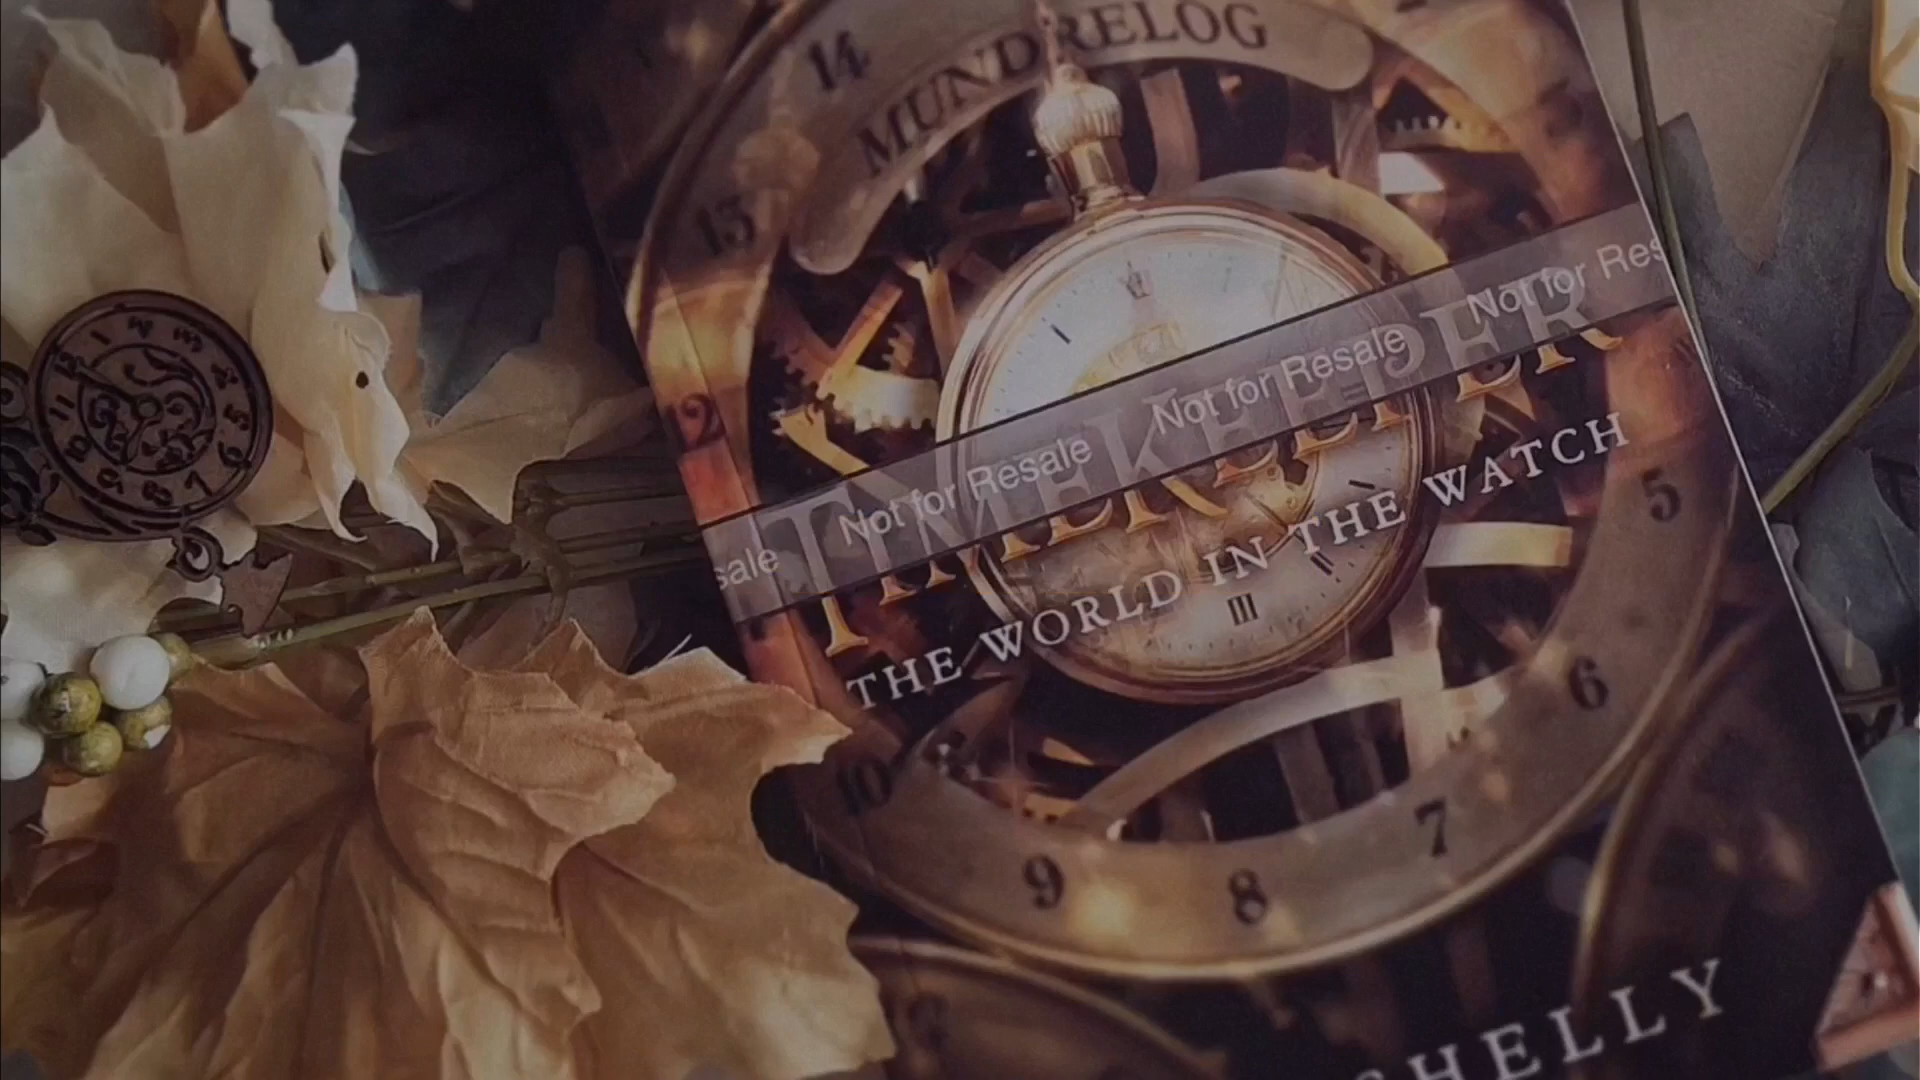 14
MUNDRELOG
13
12
Not for Resale Not for Resale Not for Res
sale
TIMEKEEPER
THE WORLD IN THE WATCH
III
5
6
10
7
9
8
SHELLY